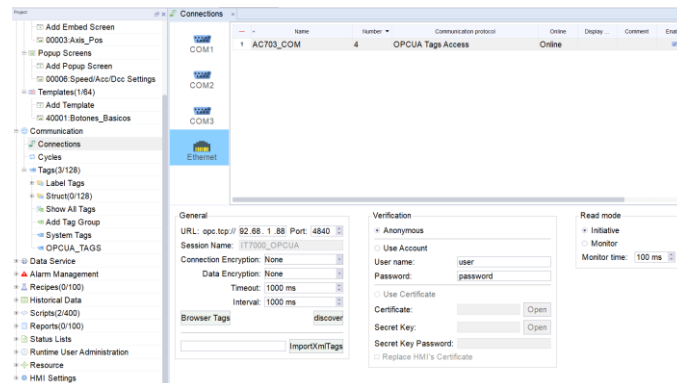 Project
Connections
Add Embed Screen
00003:Axis_Pos
Popup Screens
Add Popup Screen
00006:Speed/Acc/Dcc Settings
Templates(1/64)
Add Template
40001:Botones_Basicos
Communication
Connections
Cycles
Tags(3/128)
Label Tags
Struct(0/128)
Show All Tags
Add Tag Group
System Tags
OPCUA_TAGS
Data Service
Alarm Management
Recipes(0/100)
Historical Data
Scripts(2/400)
Reports(0/100)
Status Lists
Runtime User Administration
Resource
HMI Settings
COM1
COM2
COM3
Ethernet
Name Number Communication protocol Online Display ... Comment Enal
1 AC703_COM 4 OPCUA Tags Access Online
General
URL: opc.tcp:// 92.68. 1 .88 Port: 4840
Session Name: IT7000_OPCUA
Connection Encryption: None
Data Encryption: None
Timeout: 1000 ms
Interval: 1000 ms
Browser Tags discover
ImportXmlTags
Verification
Anonymous
Use Account
User name: user
Password: password
Use Certificate
Certificate: Open
Secret Key: Open
Secret Key Password:
Replace HMI's Certificate
Read mode
Initiative
Monitor
Monitor time: 100 ms